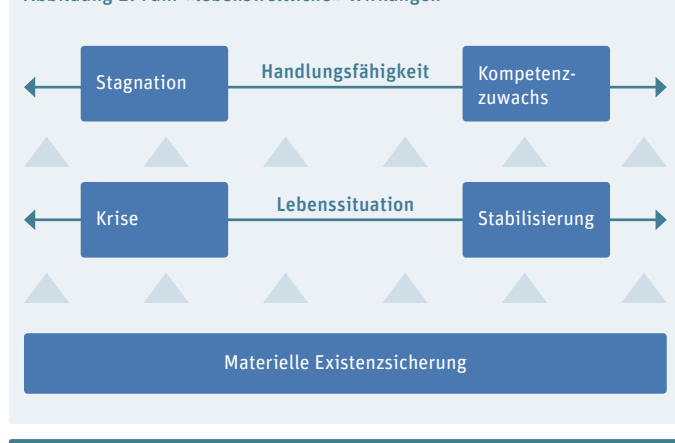 Stagnation
Handlungsfähigkeit
Kompetenz-
zuwachs
Krise
Lebenssituation
Stabilisierung
Materielle Existenzsicherung